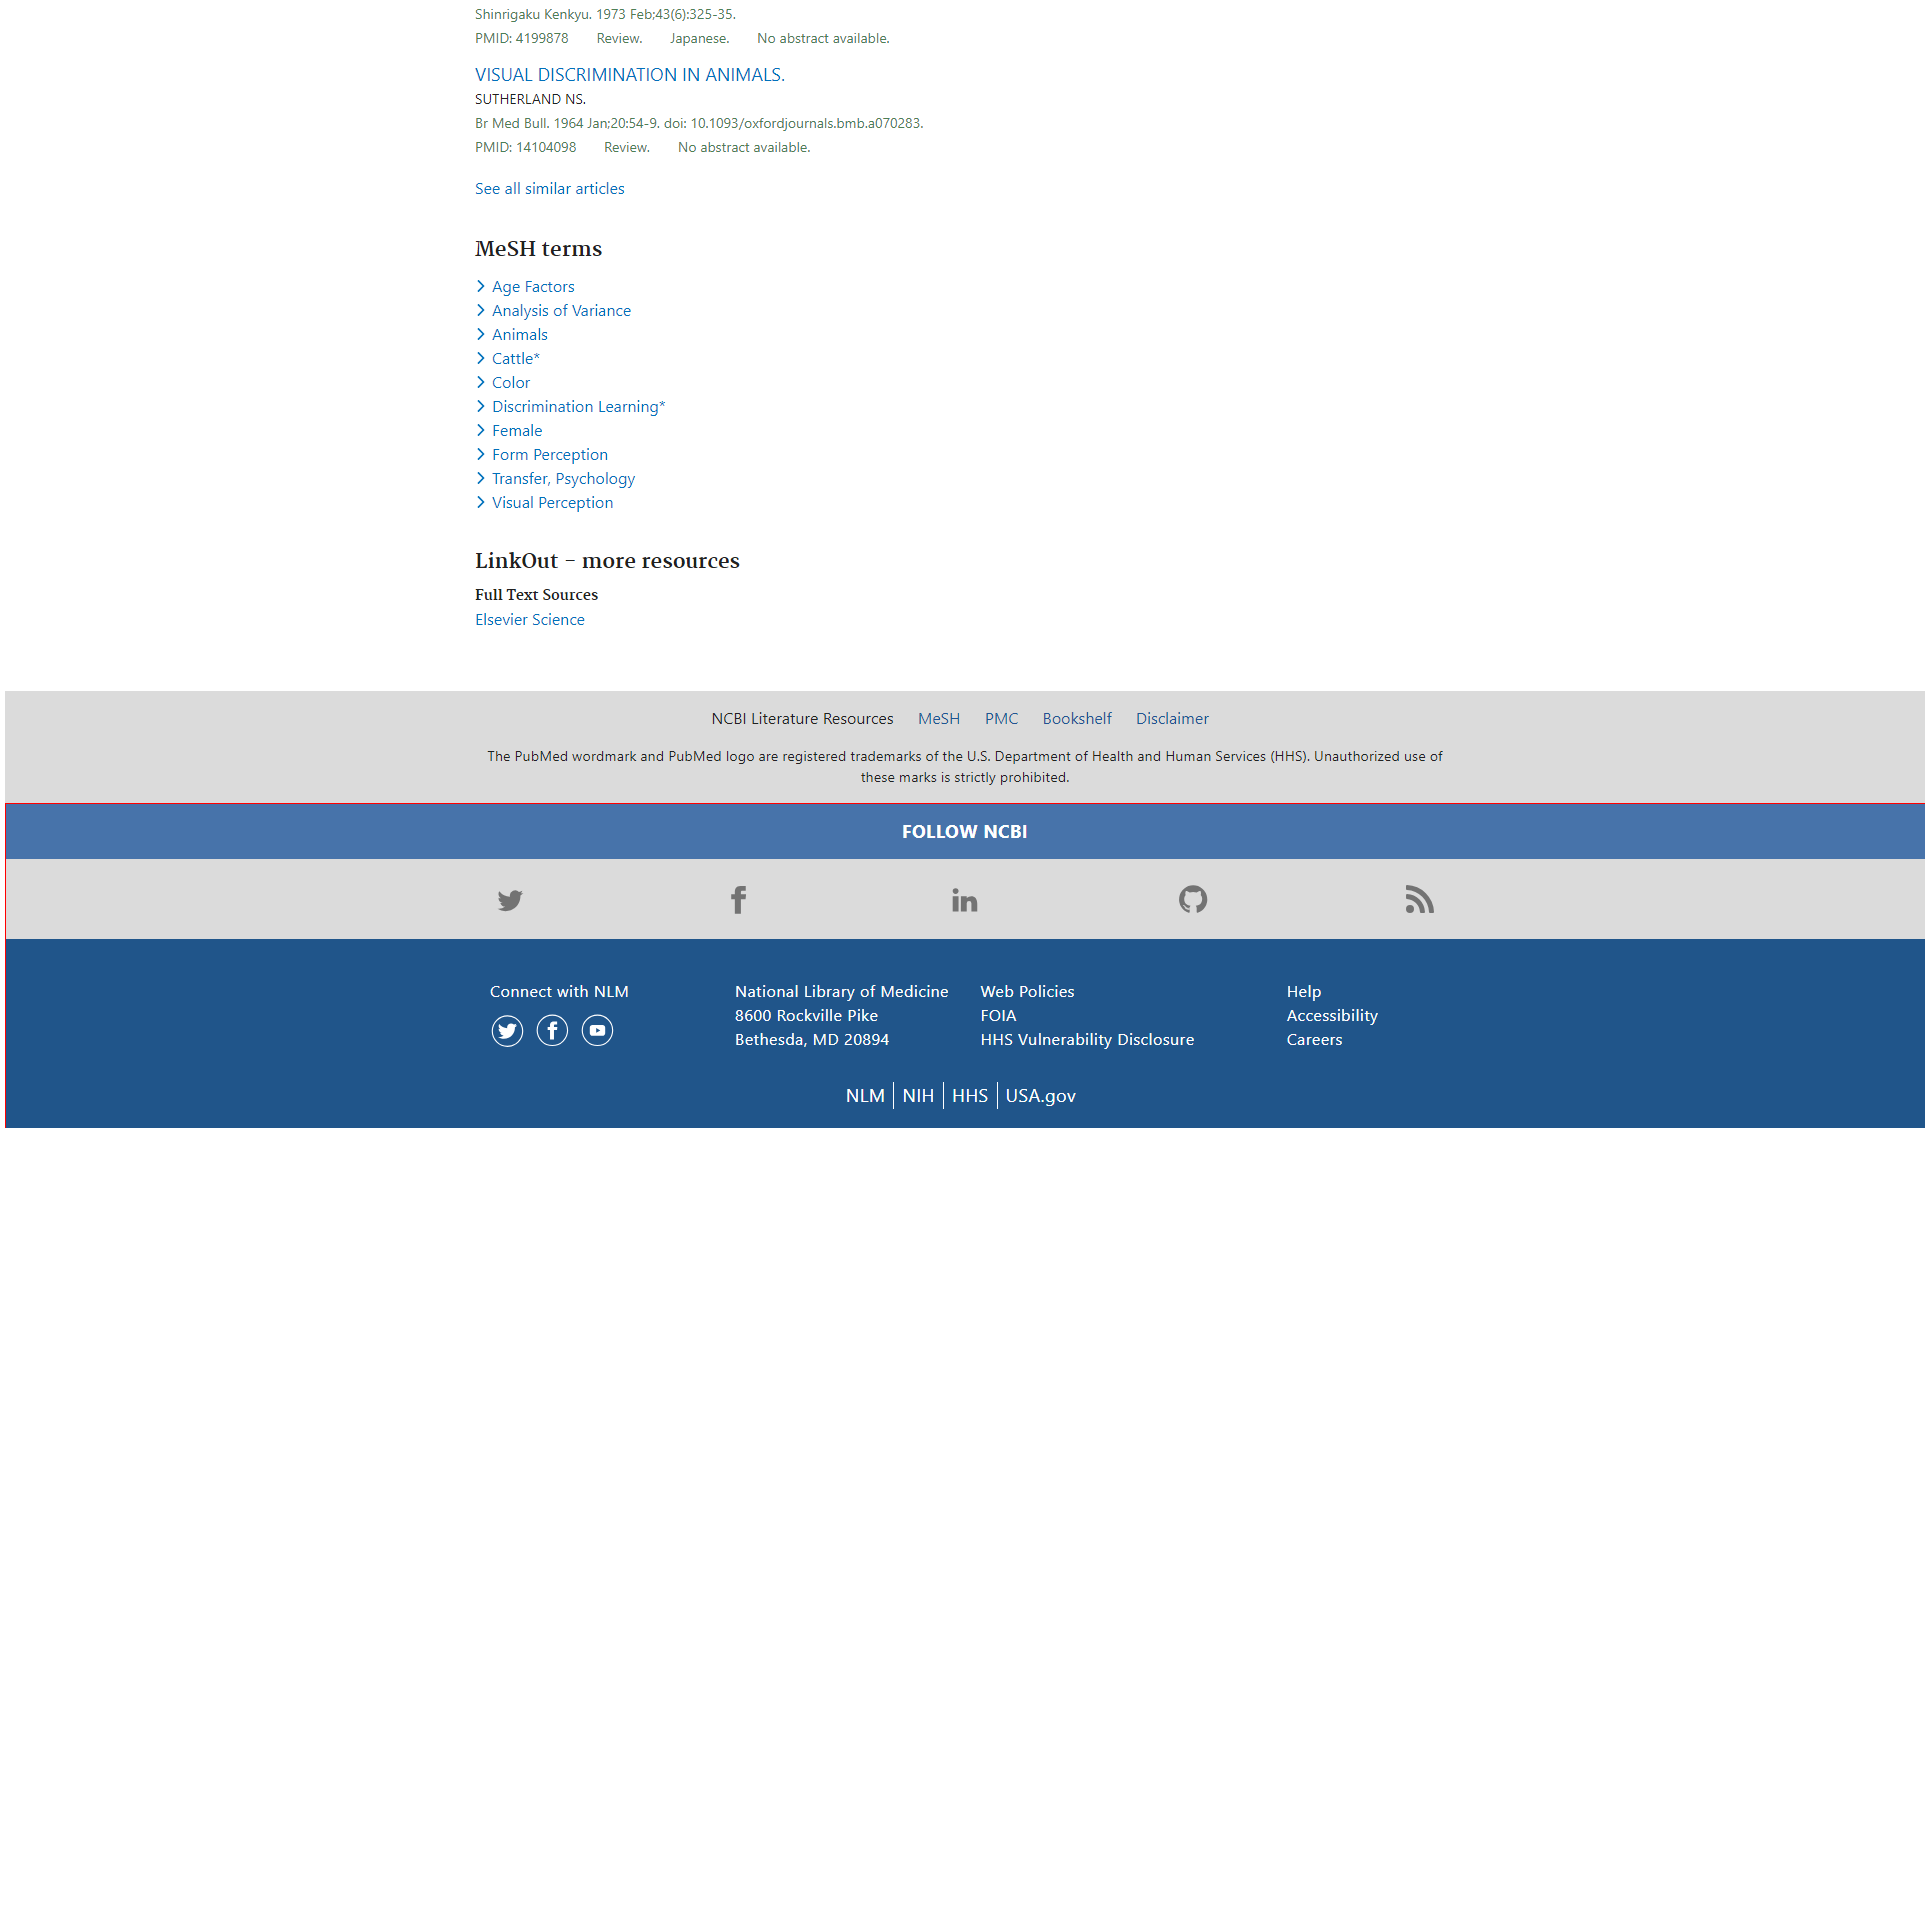 Shinrigaku Kenkyu. 1973 Feb;43(6):325-35.
PMID: 4199878 Review. Japanese. No abstract available.
VISUAL DISCRIMINATION IN ANIMALS.
SUTHERLAND NS.
Br Med Bull. 1964 Jan;20:54-9. doi: 10.1093/oxfordjournals.bmb.a070283.
PMID: 14104098 Review. No abstract available.
See all similar articles
MeSH terms
Age Factors
Analysis of Variance
Animals
Cattle*
Color
Discrimination Learning*
Female
Form Perception
Transfer, Psychology
Visual Perception
LinkOut - more resources
Full Text Sources
Elsevier Science
NCBI Literature Resources MeSH PMC Bookshelf Disclaimer
The PubMed wordmark and PubMed logo are registered trademarks of the U.S. Department of Health and Human Services (HHS). Unauthorized use of
these marks is strictly prohibited.
FOLLOW NCBI
Connect with NLM
National Library of Medicine
8600 Rockville Pike
Bethesda, MD 20894
Web Policies
FOIA
HHS Vulnerability Disclosure
Help
Accessibility
Careers
NLM NIH HHS USA.gov